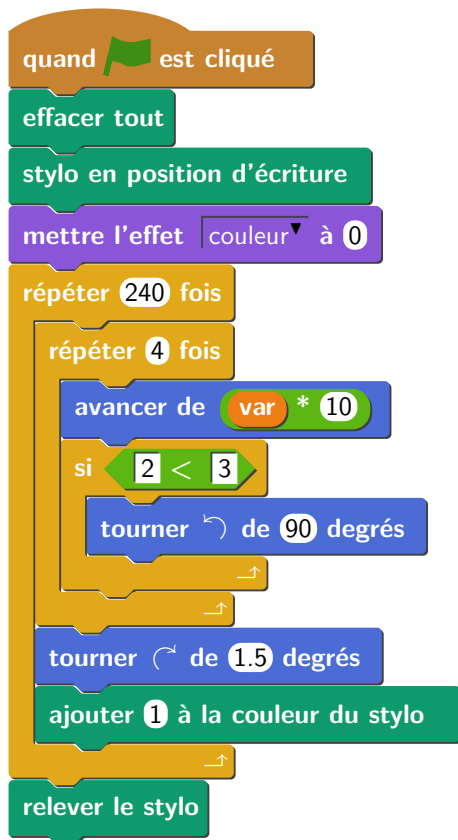 quand est cliqué
effacer tout
stylo en position d'écriture
mettre l'effet couleur à 0
répéter 240 fois
répéter 4 fois
avancer de var * 10
si 2 < 3
tourner de 90 degrés
tourner de 1.5 degrés
ajouter 1 à la couleur du stylo
relever le stylo